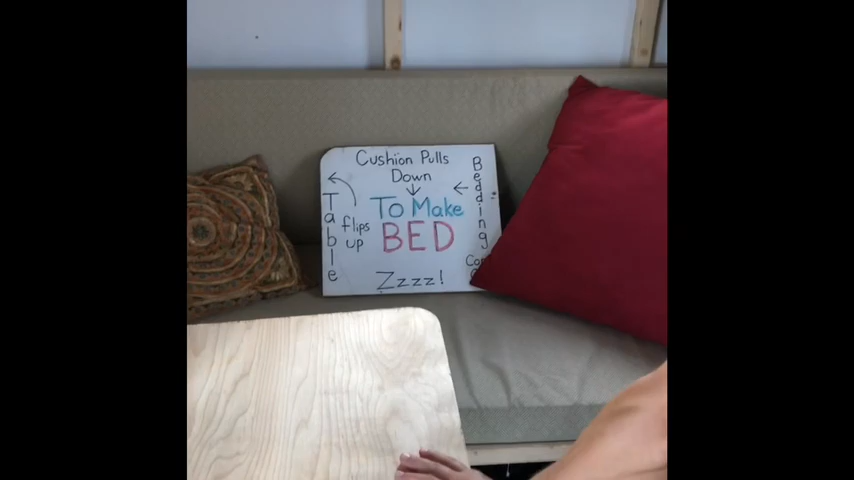 Cushion Pulls
Down
To Make
BED
Zzzz!
Table
flips
up
Bedding